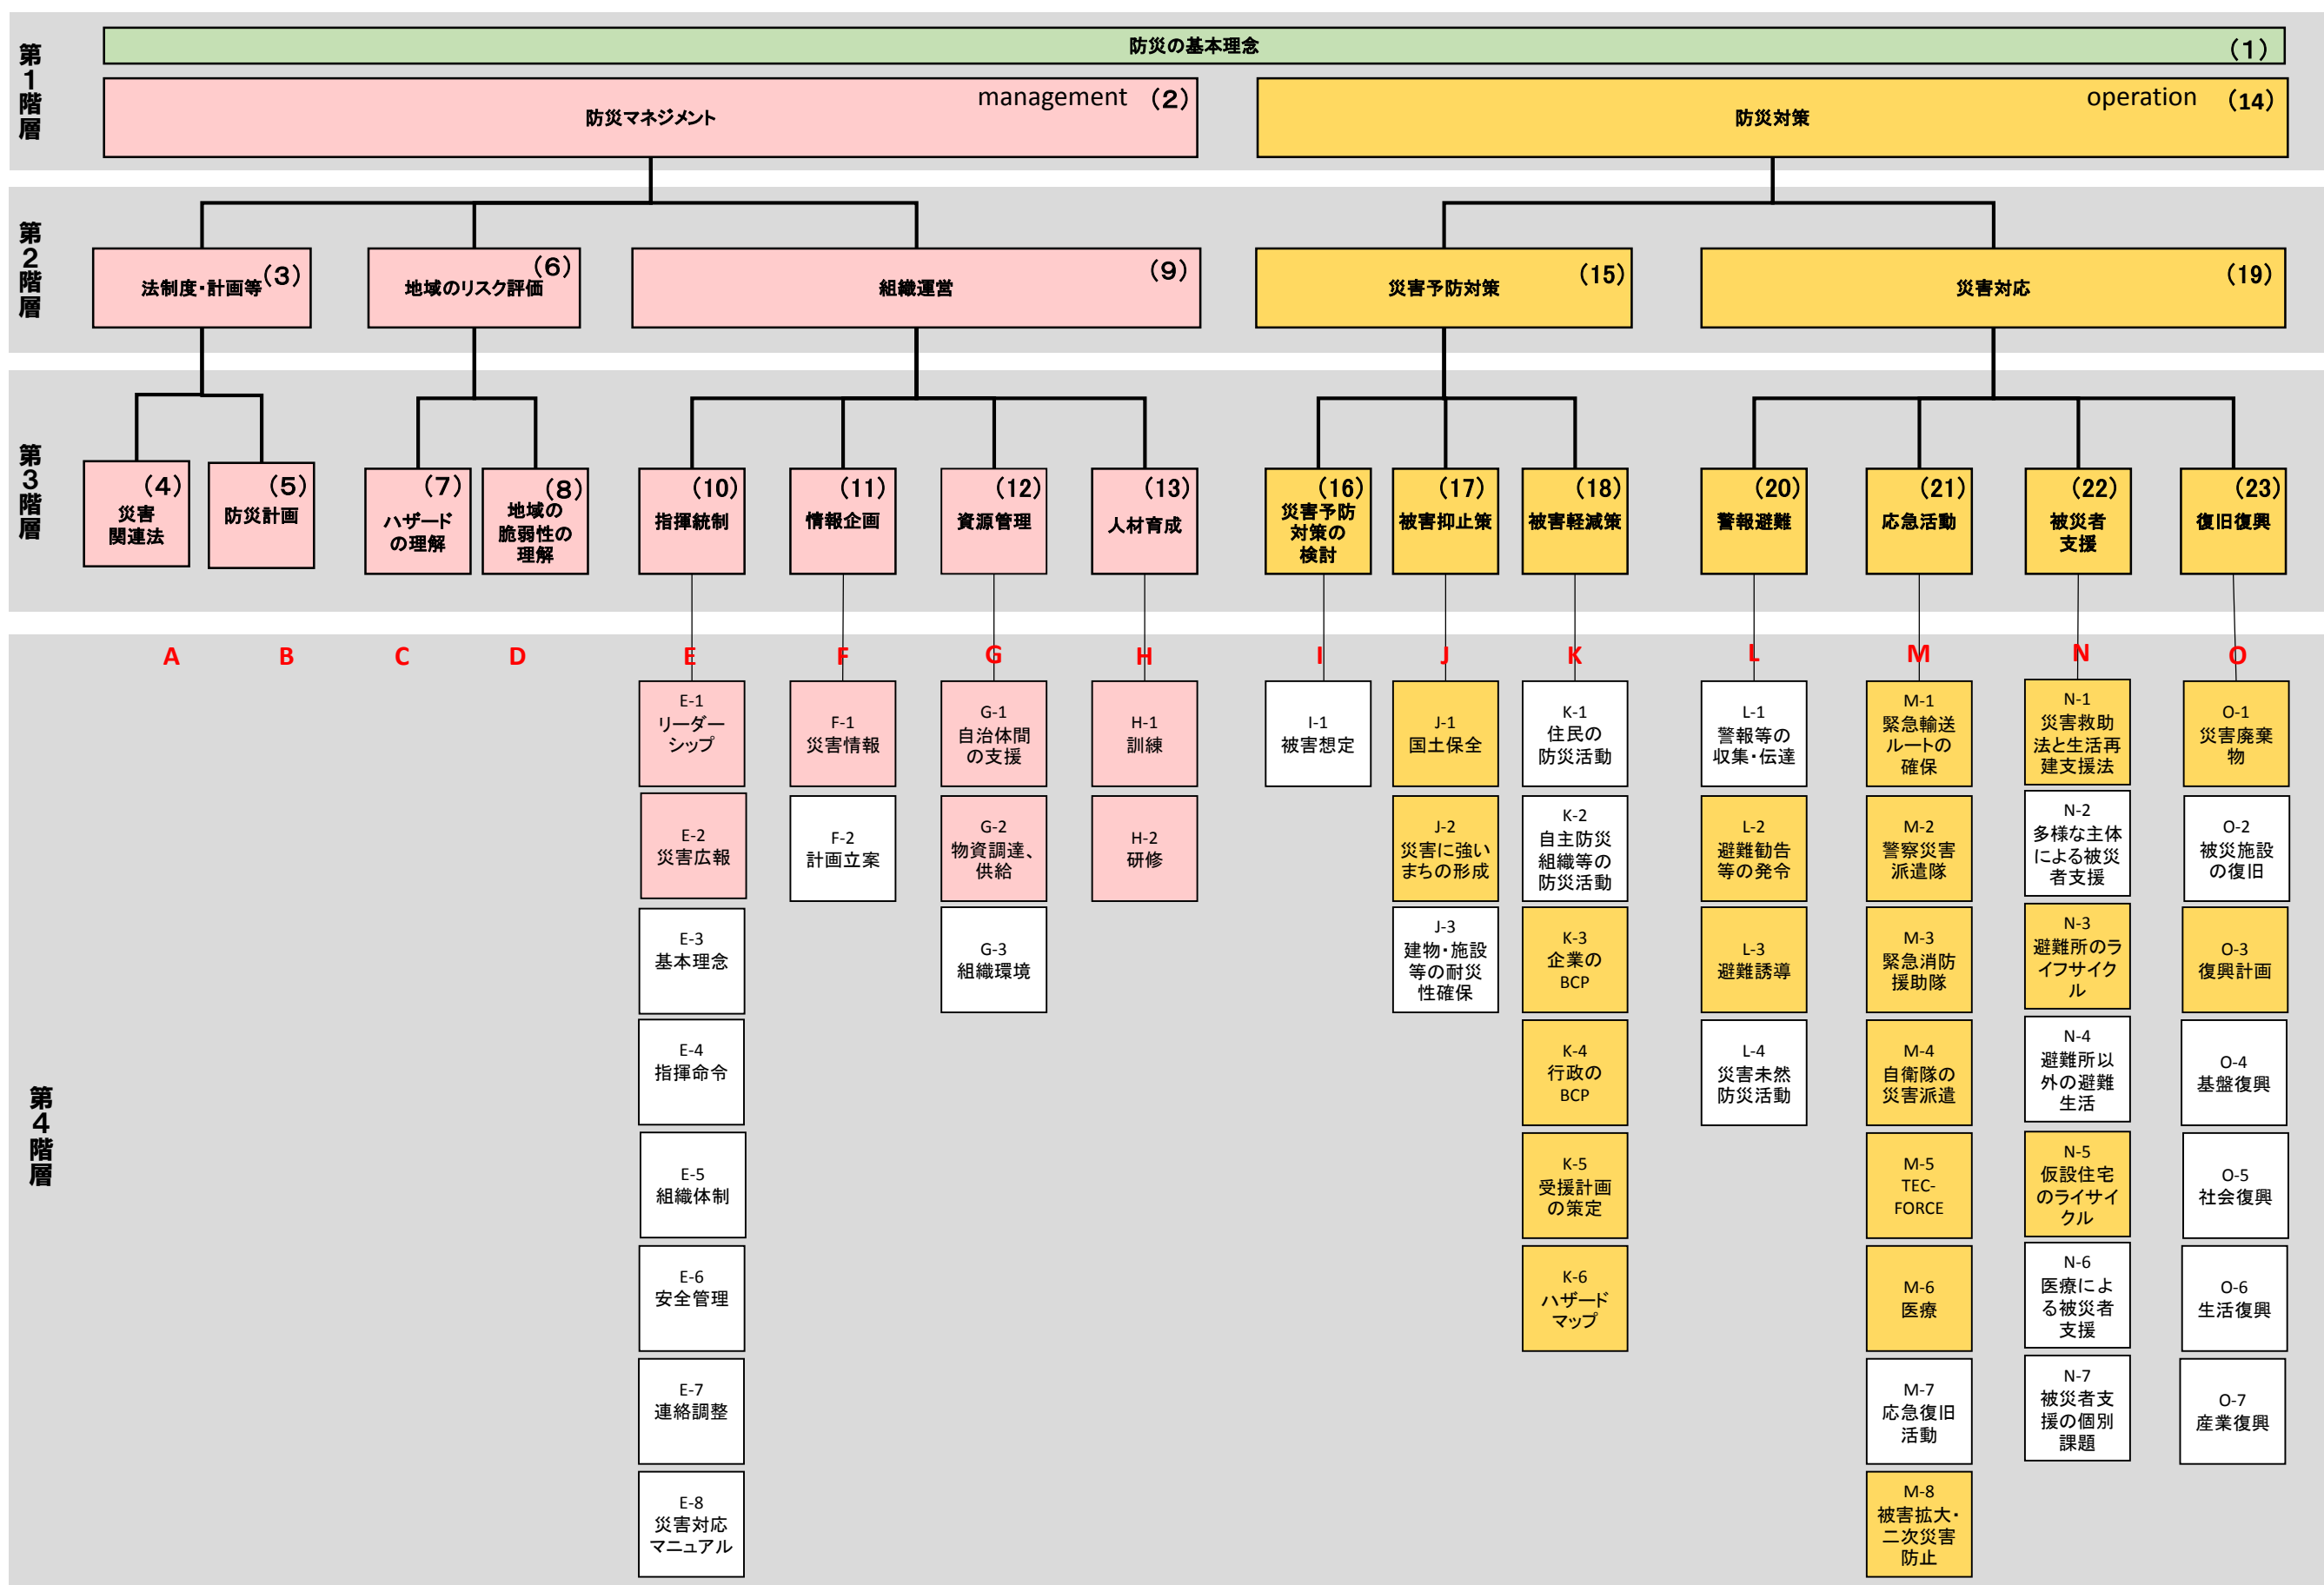 第1階層
防災の基本理念 (1)
防災マネジメント
management (2)
防災対策
operation (14)
第2階層
法制度・計画等 (3)
地域のリスク評価 (6)
組織運営 (9)
災害予防対策 (15)
災害対応 (19)
第3階層
(4)
災害
関連法
(5)
防災計画
(7)
ハザード
の理解
(8)
地域の
脆弱性の
理解
(10)
指揮統制
(11)
情報企画
(12)
資源管理
(13)
人材育成
(16)
災害予防
対策の
検討
(17)
被害抑止策
(18)
被害軽減策
(20)
警報避難
(21)
応急活動
(22)
被災者
支援
(23)
復旧復興
第4階層
A
B
C
D
E
E-1
リーダー
シップ
E-2
災害広報
E-3
基本理念
E-4
指揮命令
E-5
組織体制
E-6
安全管理
E-7
連絡調整
E-8
災害対応
マニュアル
F
F-1
災害情報
F-2
計画立案
G
G-1
自治体間
の支援
G-2
物資調達、
供給
G-3
組織環境
H
H-1
訓練
H-2
研修
I
I-1
被害想定
J
J-1
国土保全
J-2
災害に強い
まちの形成
J-3
建物・施設
等の耐災
性確保
K
K-1
住民の
防災活動
K-2
自主防災
組織等の
防災活動
K-3
企業の
BCP
K-4
行政の
BCP
K-5
受援計画
の策定
K-6
ハザード
マップ
L
L-1
警報等の
収集・伝達
L-2
避難勧告
等の発令
L-3
避難誘導
L-4
災害未然
防災活動
M
M-1
緊急輸送
ルートの
確保
M-2
警察災害
派遣隊
M-3
緊急消防
援助隊
M-4
自衛隊の
災害派遣
M-5
TEC-
FORCE
M-6
医療
M-7
応急復旧
活動
M-8
被害拡大・
二次災害
防止
N
N-1
災害救助
法と生活再
建支援法
N-2
多様な主体
による被災
者支援
N-3
避難所のラ
イフサイク
ル
N-4
避難所以
外の避難
生活
N-5
仮設住宅
のライサイ
クル
N-6
医療によ
る被災者
支援
N-7
被災者支
援の個別
課題
O
O-1
災害廃棄
物
O-2
被災施設
の復旧
O-3
復興計画
O-4
基盤復興
O-5
社会復興
O-6
生活復興
O-7
産業復興